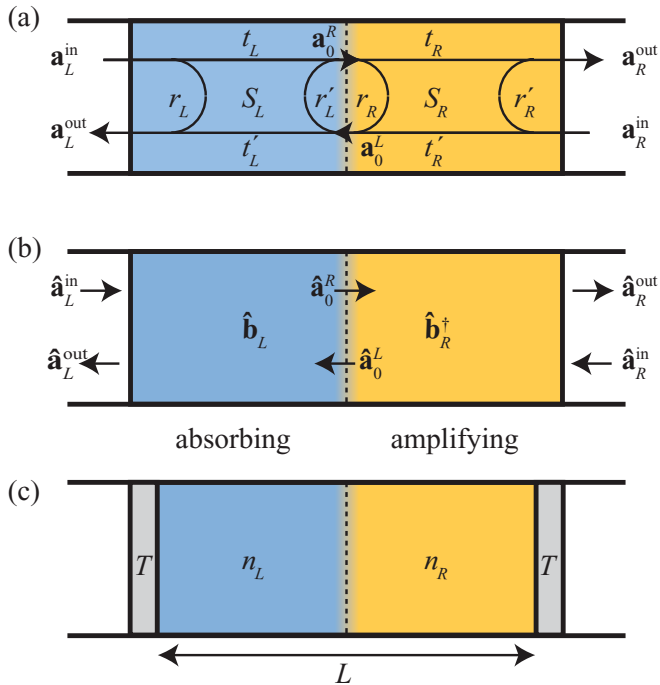 (a)
a_L^in t_L a_0^R t_R a_R^out
r_L S_L r'_L r_R S_R r'_R
a_L^out t'_L a_0^L t'_R a_R^in
(b)
â_L^in â_0^R â_R^out
b̂_L b̂_R^†
â_L^out â_0^L â_R^in
absorbing amplifying
(c)
T n_L n_R T
L